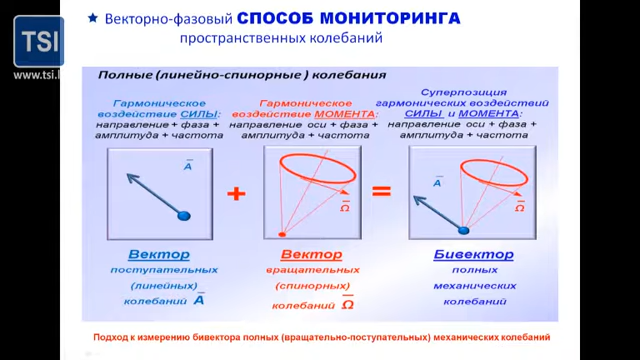 Векторно-фазовый СПОСОБ МОНИТОРИНГА
пространственных колебаний
TSI
www.tsi.l
Полные (линейно-спинорные ) колебания
Гармоническое
воздействие СИЛЫ:
направление + фаза +
амплитуда + частота
Гармоническое
воздействие МОМЕНТА:
направление оси + фаза +
амплитуда + частота
Суперпозиция
гармонических воздействий
СИЛЫ и МОМЕНТА:
направление оси + фаза +
амплитуда + частота
A
+
Ω
=
A
Ω
Вектор
поступательных
(линейных)
колебаний A
Вектор
вращательных
(спинорных)
колебаний Ω
Бивектор
полных
механических
колебаний
Подход к измерению бивектора полных (вращательно-поступательных) механических колебаний